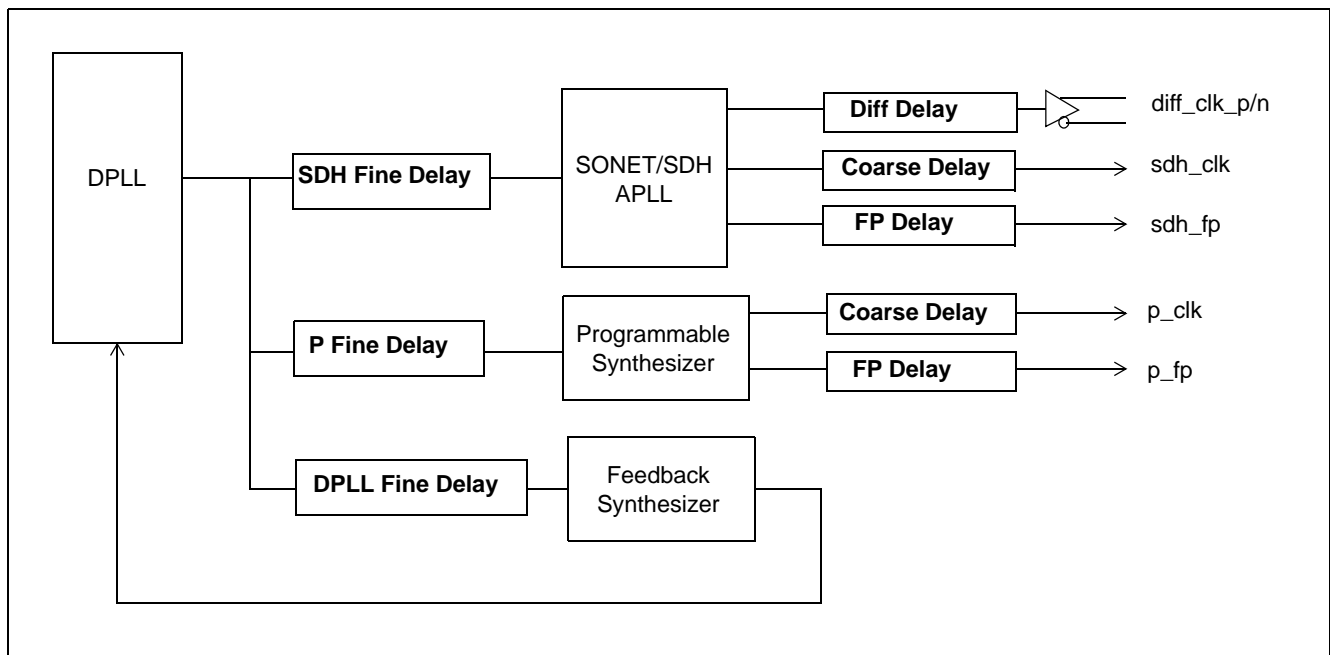 DPLL
SDH Fine Delay
SONET/SDH
APLL
Diff Delay
diff_clk_p/n
Coarse Delay
sdh_clk
FP Delay
sdh_fp
P Fine Delay
Programmable
Synthesizer
Coarse Delay
p_clk
FP Delay
p_fp
DPLL Fine Delay
Feedback
Synthesizer